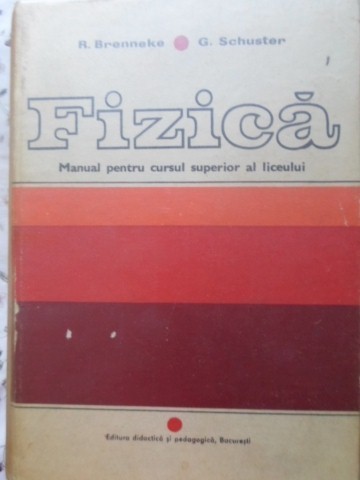 R. Brenneke G. Schuster
Fizică
Manual pentru cursul superior al liceului
Editura didactică și pedagogică, București